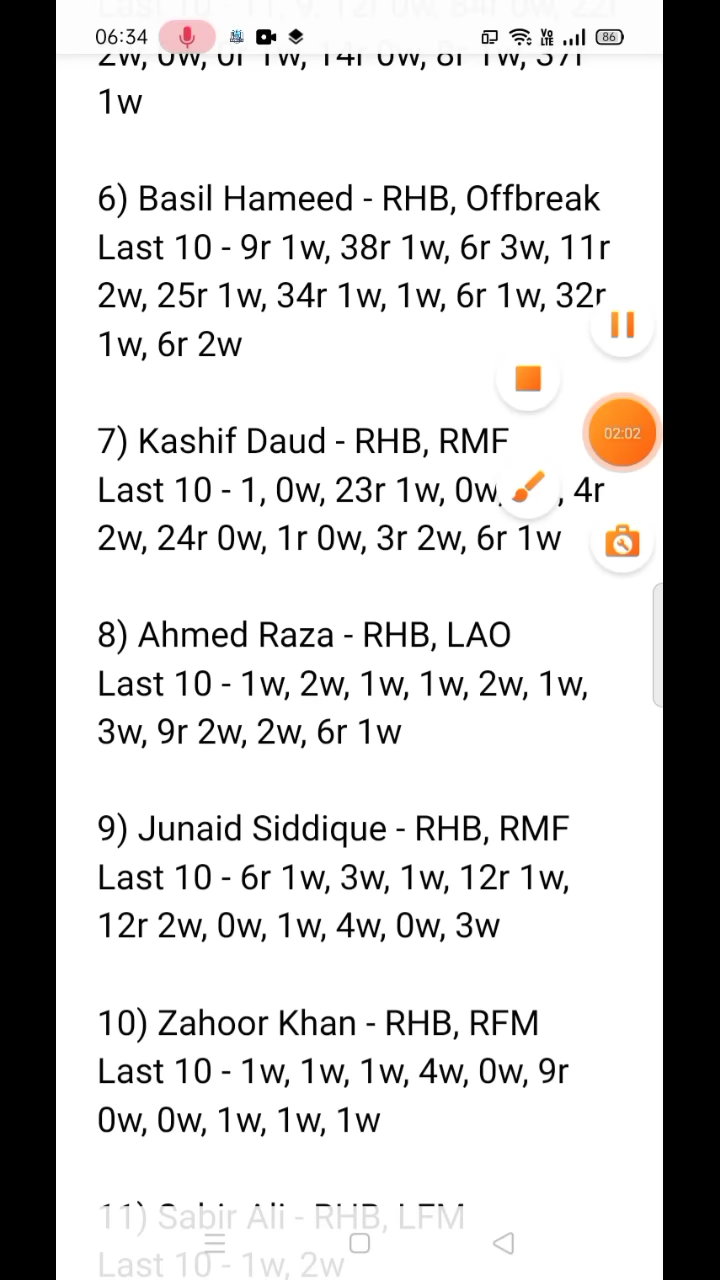 06:34
86
1w
6) Basil Hameed - RHB, Offbreak
Last 10 - 9r 1w, 38r 1w, 6r 3w, 11r
2w, 25r 1w, 34r 1w, 1w, 6r 1w, 32r
1w, 6r 2w
02:02
7) Kashif Daud - RHB, RMF
Last 10 - 1, 0w, 23r 1w, 0w, , 4r
2w, 24r 0w, 1r 0w, 3r 2w, 6r 1w
8) Ahmed Raza - RHB, LAO
Last 10 - 1w, 2w, 1w, 1w, 2w, 1w,
3w, 9r 2w, 2w, 6r 1w
9) Junaid Siddique - RHB, RMF
Last 10 - 6r 1w, 3w, 1w, 12r 1w,
12r 2w, 0w, 1w, 4w, 0w, 3w
10) Zahoor Khan - RHB, RFM
Last 10 - 1w, 1w, 1w, 4w, 0w, 9r
0w, 0w, 1w, 1w, 1w
11) Sabir Ali - RHB, LFM
Last 10 - 1w, 2w